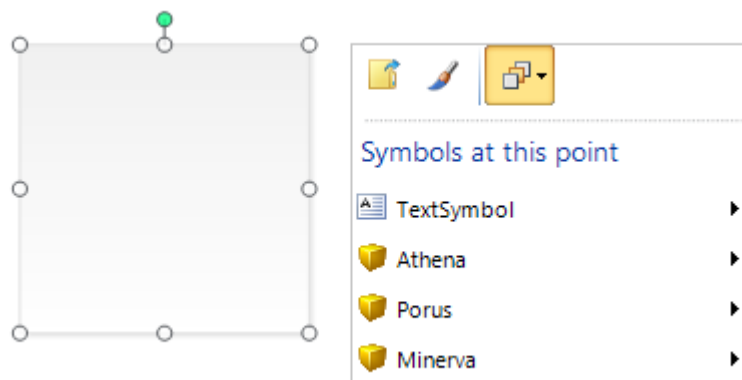 Symbols at this point
TextSymbol
Athena
Porus
Minerva